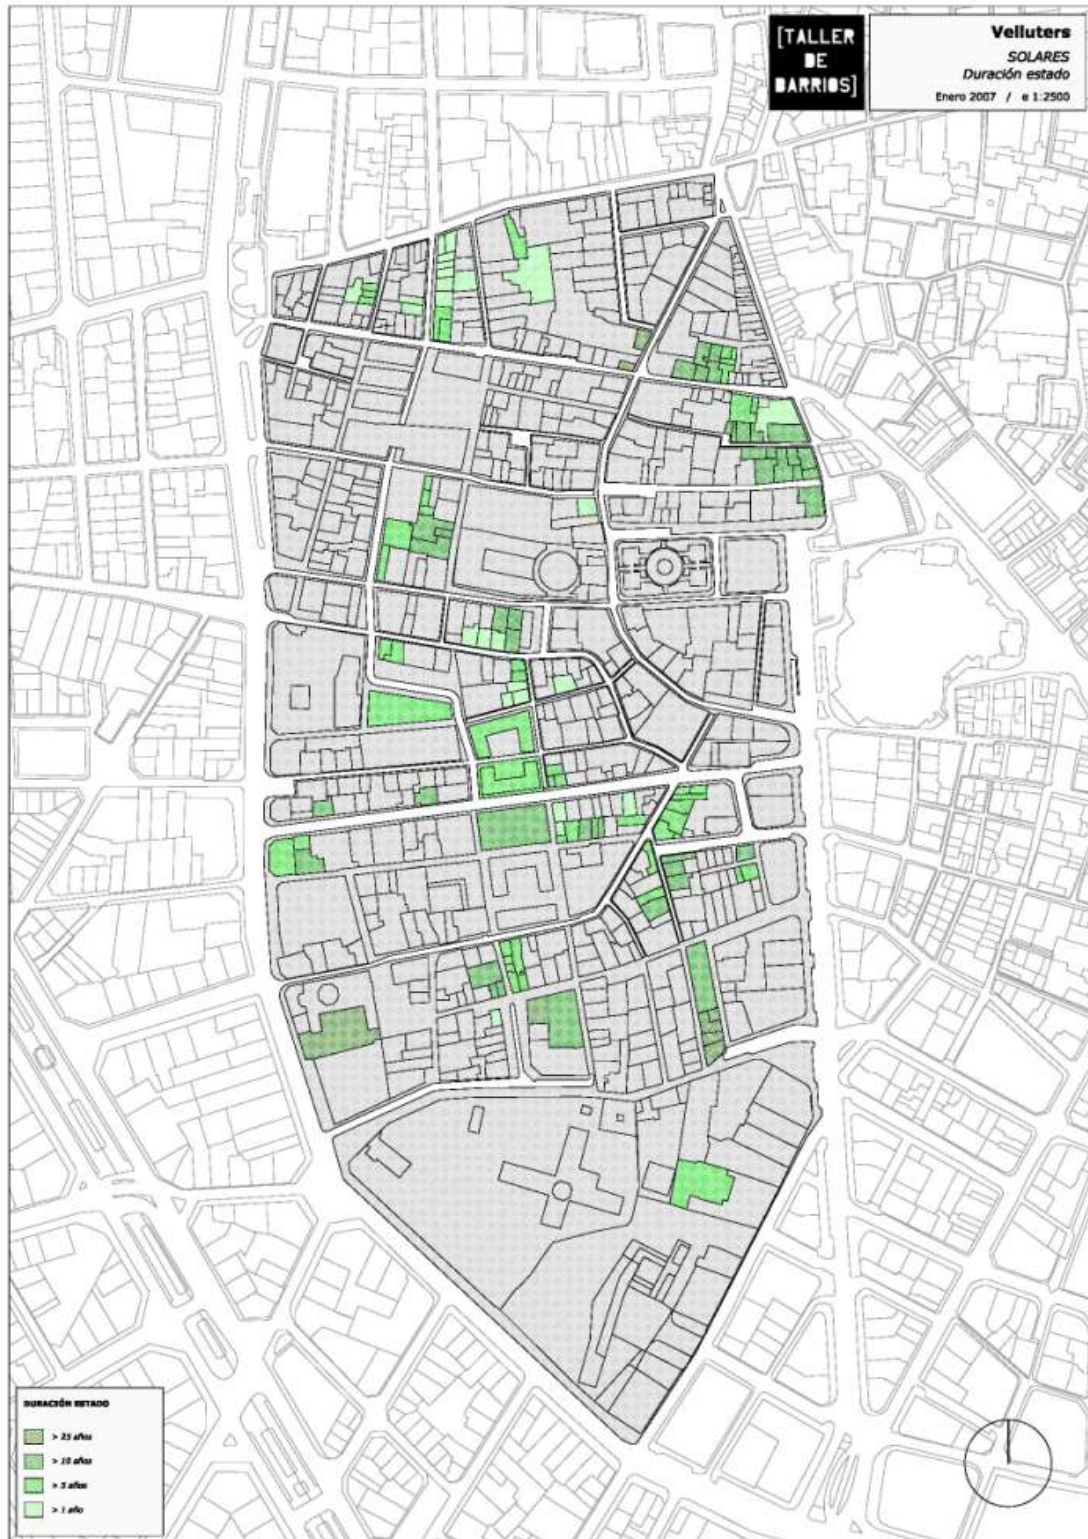 [TALLER
DE
BARRIOS]
Velluters
SOLARES
Duración estado
Enero 2007 / e 1:2500
DURACIÓN ESTADO
> 25 años
> 10 años
> 5 años
> 1 año